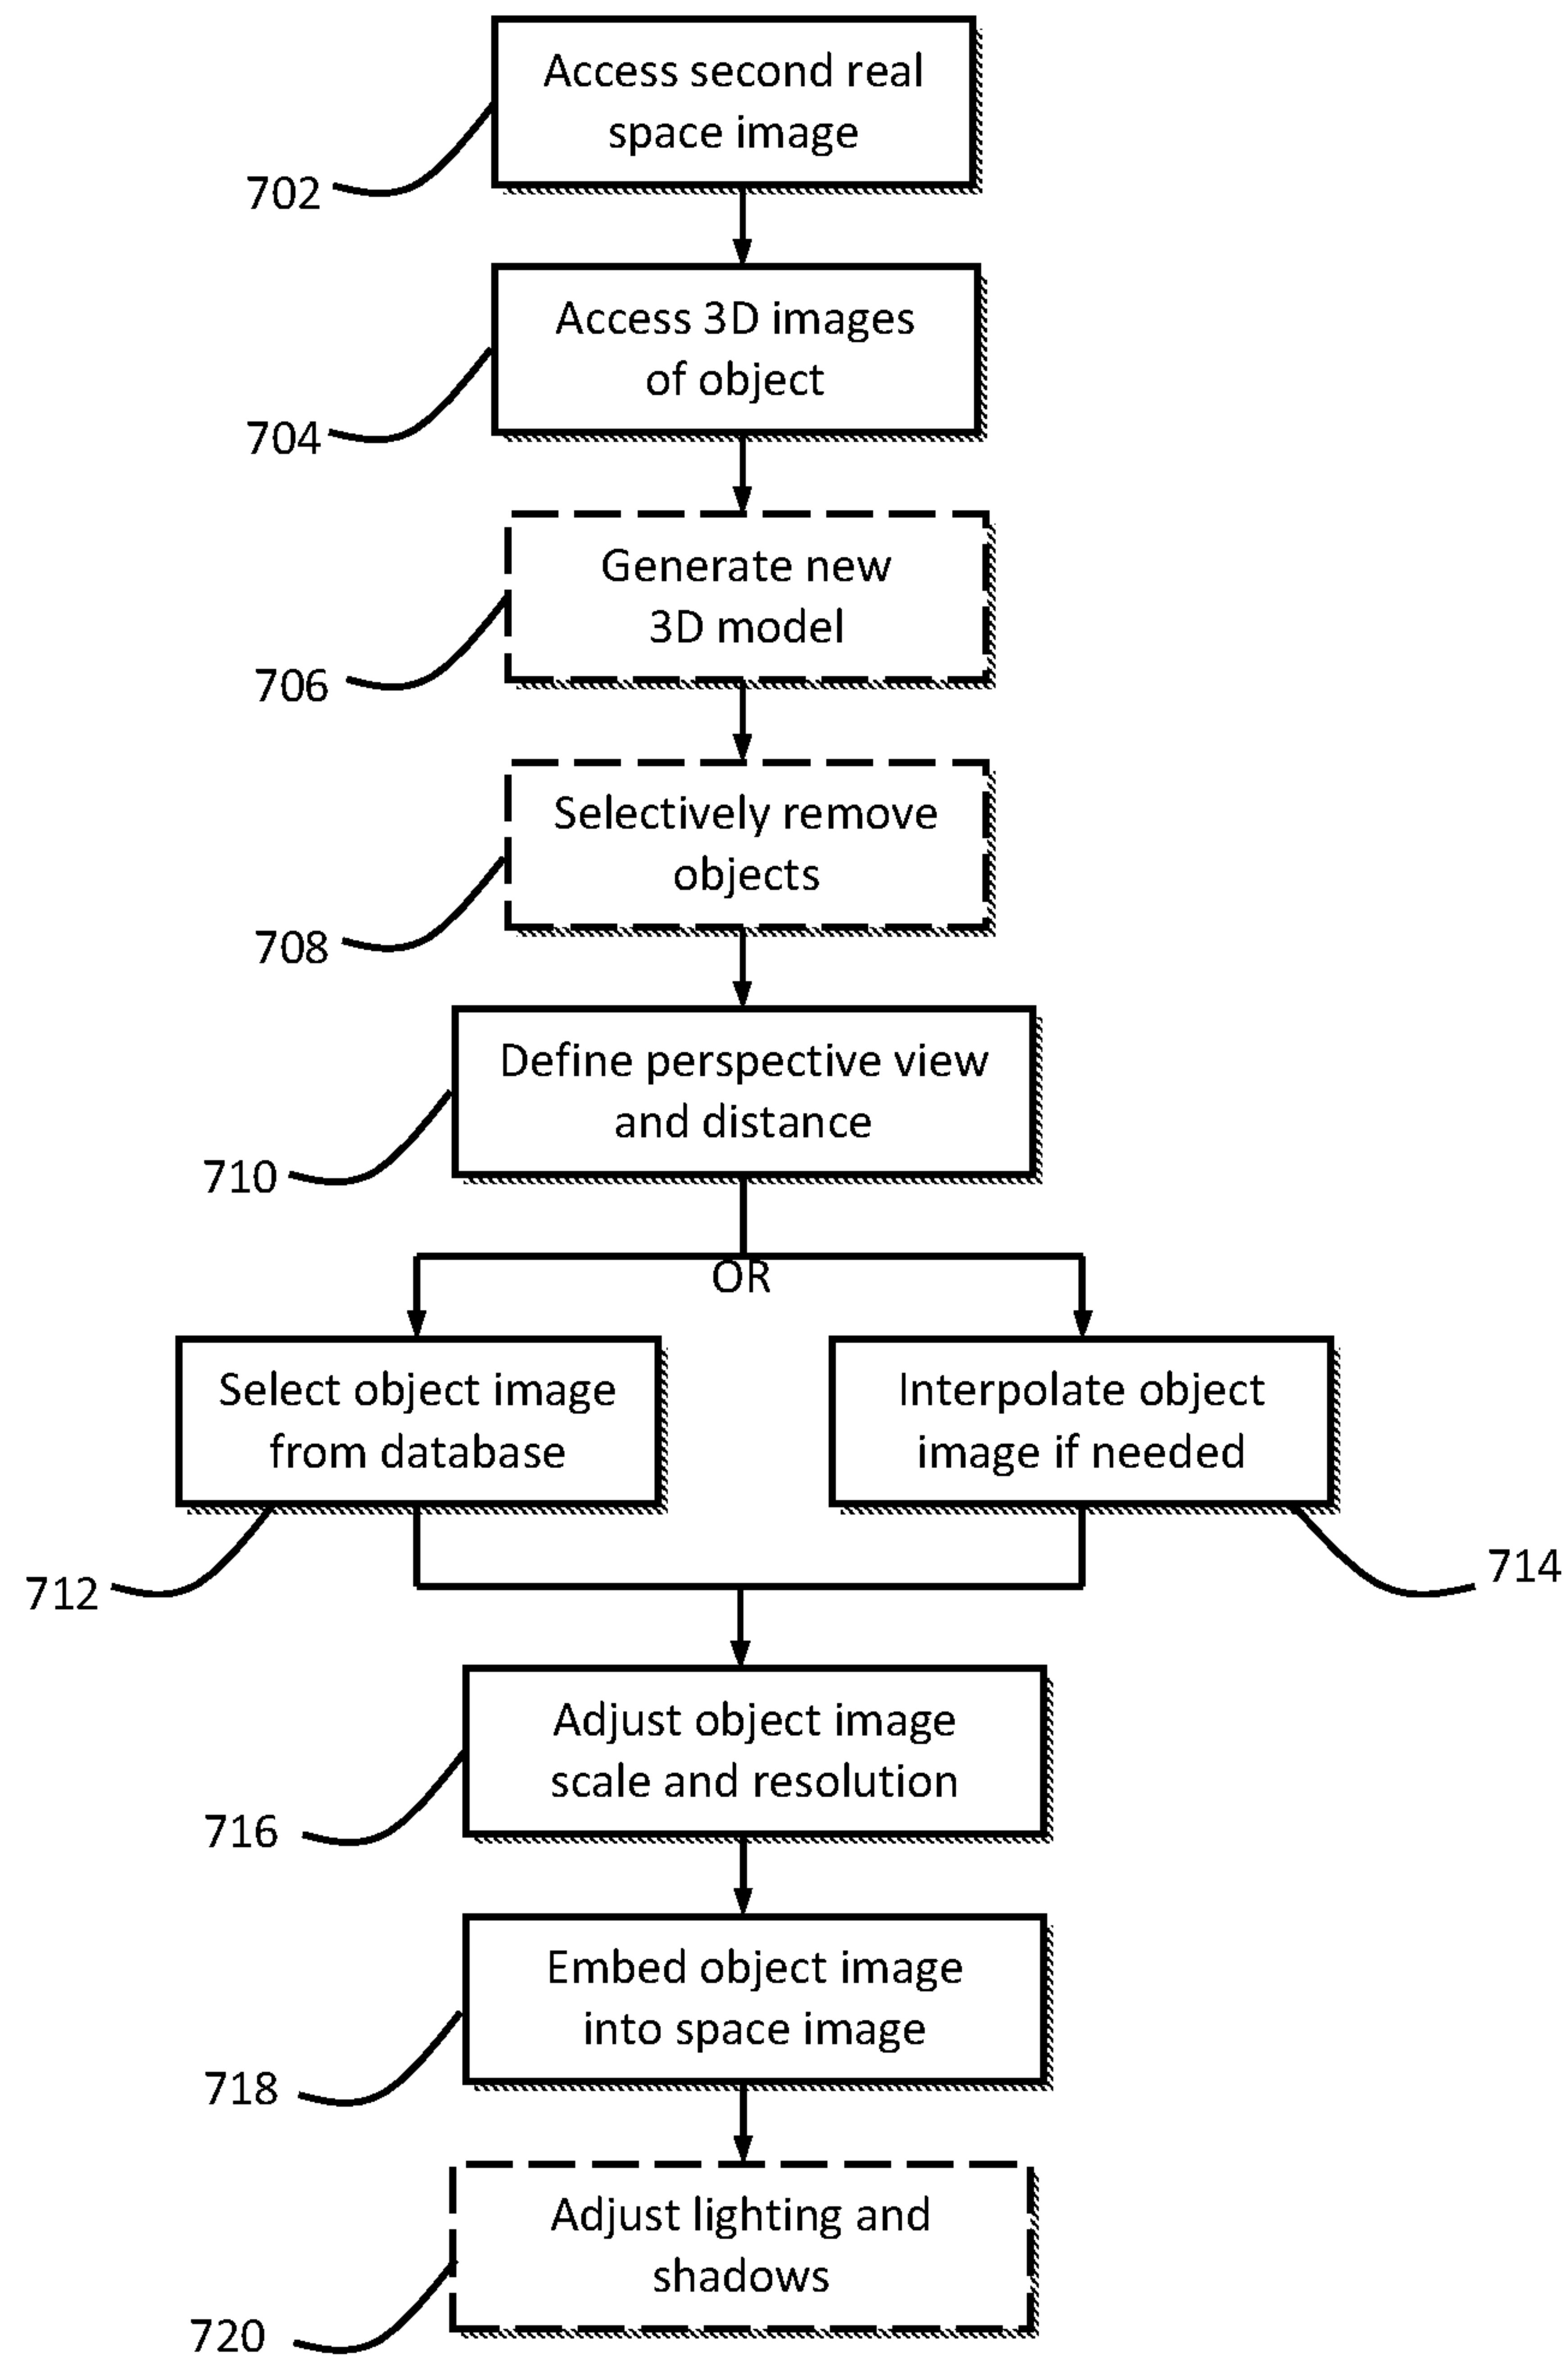 Access second real
space image
702
Access 3D images
of object
704
Generate new
3D model
706
Selectively remove
objects
708
Define perspective view
and distance
710
OR
Select object image
from database
712
Interpolate object
image if needed
714
Adjust object image
scale and resolution
716
Embed object image
into space image
718
Adjust lighting and
shadows
720